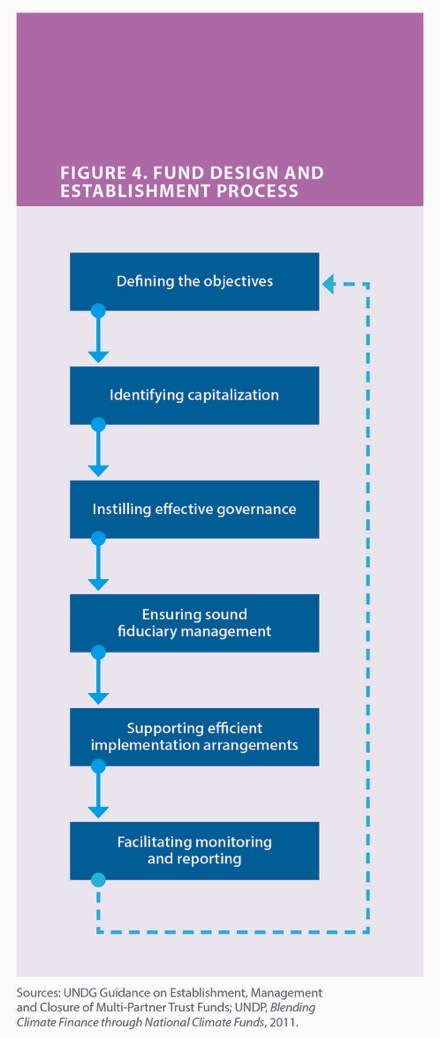 FIGURE 4. FUND DESIGN AND
ESTABLISHMENT PROCESS
Defining the objectives
Identifying capitalization
Instilling effective governance
Ensuring sound
fiduciary management
Supporting efficient
implementation arrangements
Facilitating monitoring
and reporting
Sources: UNDG Guidance on Establishment, Management
and Closure of Multi-Partner Trust Funds; UNDP, Blending
Climate Finance through National Climate Funds, 2011.